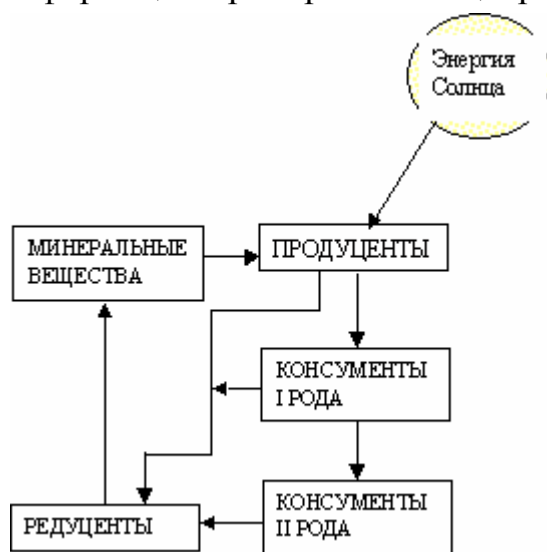 Энергия
Солнца
МИНЕРАЛЬНЫЕ
ВЕЩЕСТВА
ПРОДУЦЕНТЫ
КОНСУМЕНТЫ
I РОДА
РЕДУЦЕНТЫ
КОНСУМЕНТЫ
II РОДА